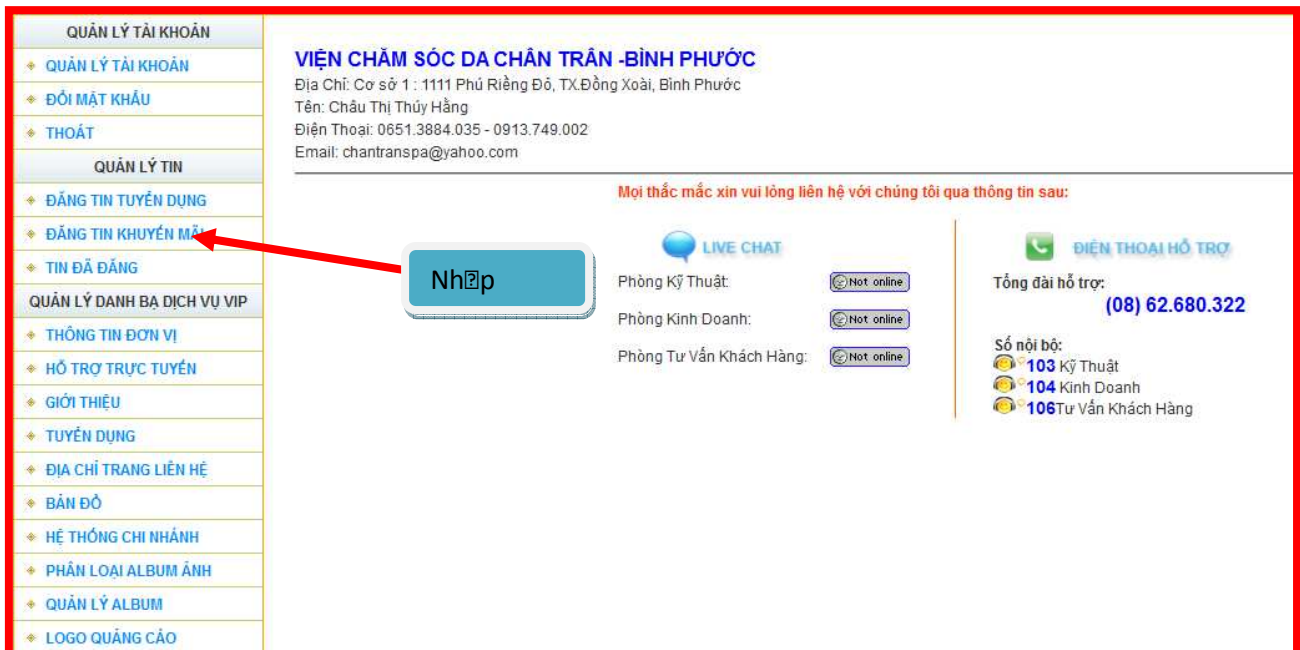 QUẢN LÝ TÀI KHOẢN
QUẢN LÝ TÀI KHOẢN
ĐỔI MẬT KHẨU
THOÁT
QUẢN LÝ TIN
ĐĂNG TIN TUYỂN DỤNG
ĐĂNG TIN KHUYẾN MÃI
TIN ĐÃ ĐĂNG
QUẢN LÝ DANH BẠ DỊCH VỤ VIP
THÔNG TIN ĐƠN VỊ
HỖ TRỢ TRỰC TUYẾN
GIỚI THIỆU
TUYỂN DỤNG
ĐỊA CHỈ TRANG LIÊN HỆ
BẢN ĐỒ
HỆ THỐNG CHI NHÁNH
PHÂN LOẠI ALBUM ẢNH
QUẢN LÝ ALBUM
LOGO QUẢNG CÁO
VIỆN CHĂM SÓC DA CHÂN TRÂN -BÌNH PHƯỚC
Địa Chỉ: Cơ sở 1 : 1111 Phú Riềng Đỏ, TX.Đồng Xoài, Bình Phước
Tên: Châu Thị Thúy Hằng
Điện Thoại: 0651.3884.035 - 0913.749.002
Email: chantranspa@yahoo.com
Mọi thắc mắc xin vui lòng liên hệ với chúng tôi qua thông tin sau:
Nh⍰p
LIVE CHAT
Phòng Kỹ Thuật: Not online
Phòng Kinh Doanh: Not online
Phòng Tư Vấn Khách Hàng: Not online
ĐIỆN THOẠI HỖ TRỢ
Tổng đài hỗ trợ:
(08) 62.680.322
Số nội bộ:
103 Kỹ Thuật
104 Kinh Doanh
106Tư Vấn Khách Hàng